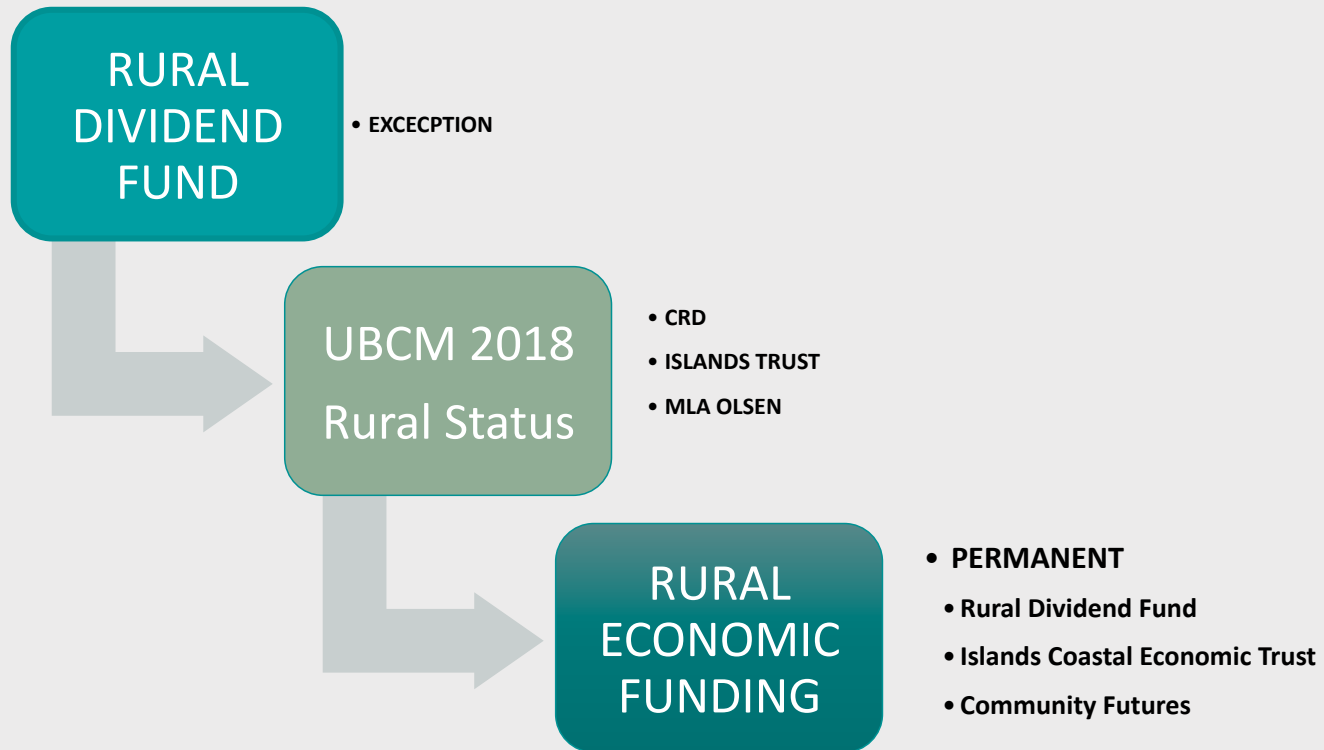 RURAL
DIVIDEND
FUND
• EXCECPTION
UBCM 2018
Rural Status
• CRD
• ISLANDS TRUST
• MLA OLSEN
RURAL
ECONOMIC
FUNDING
• PERMANENT
• Rural Dividend Fund
• Islands Coastal Economic Trust
• Community Futures